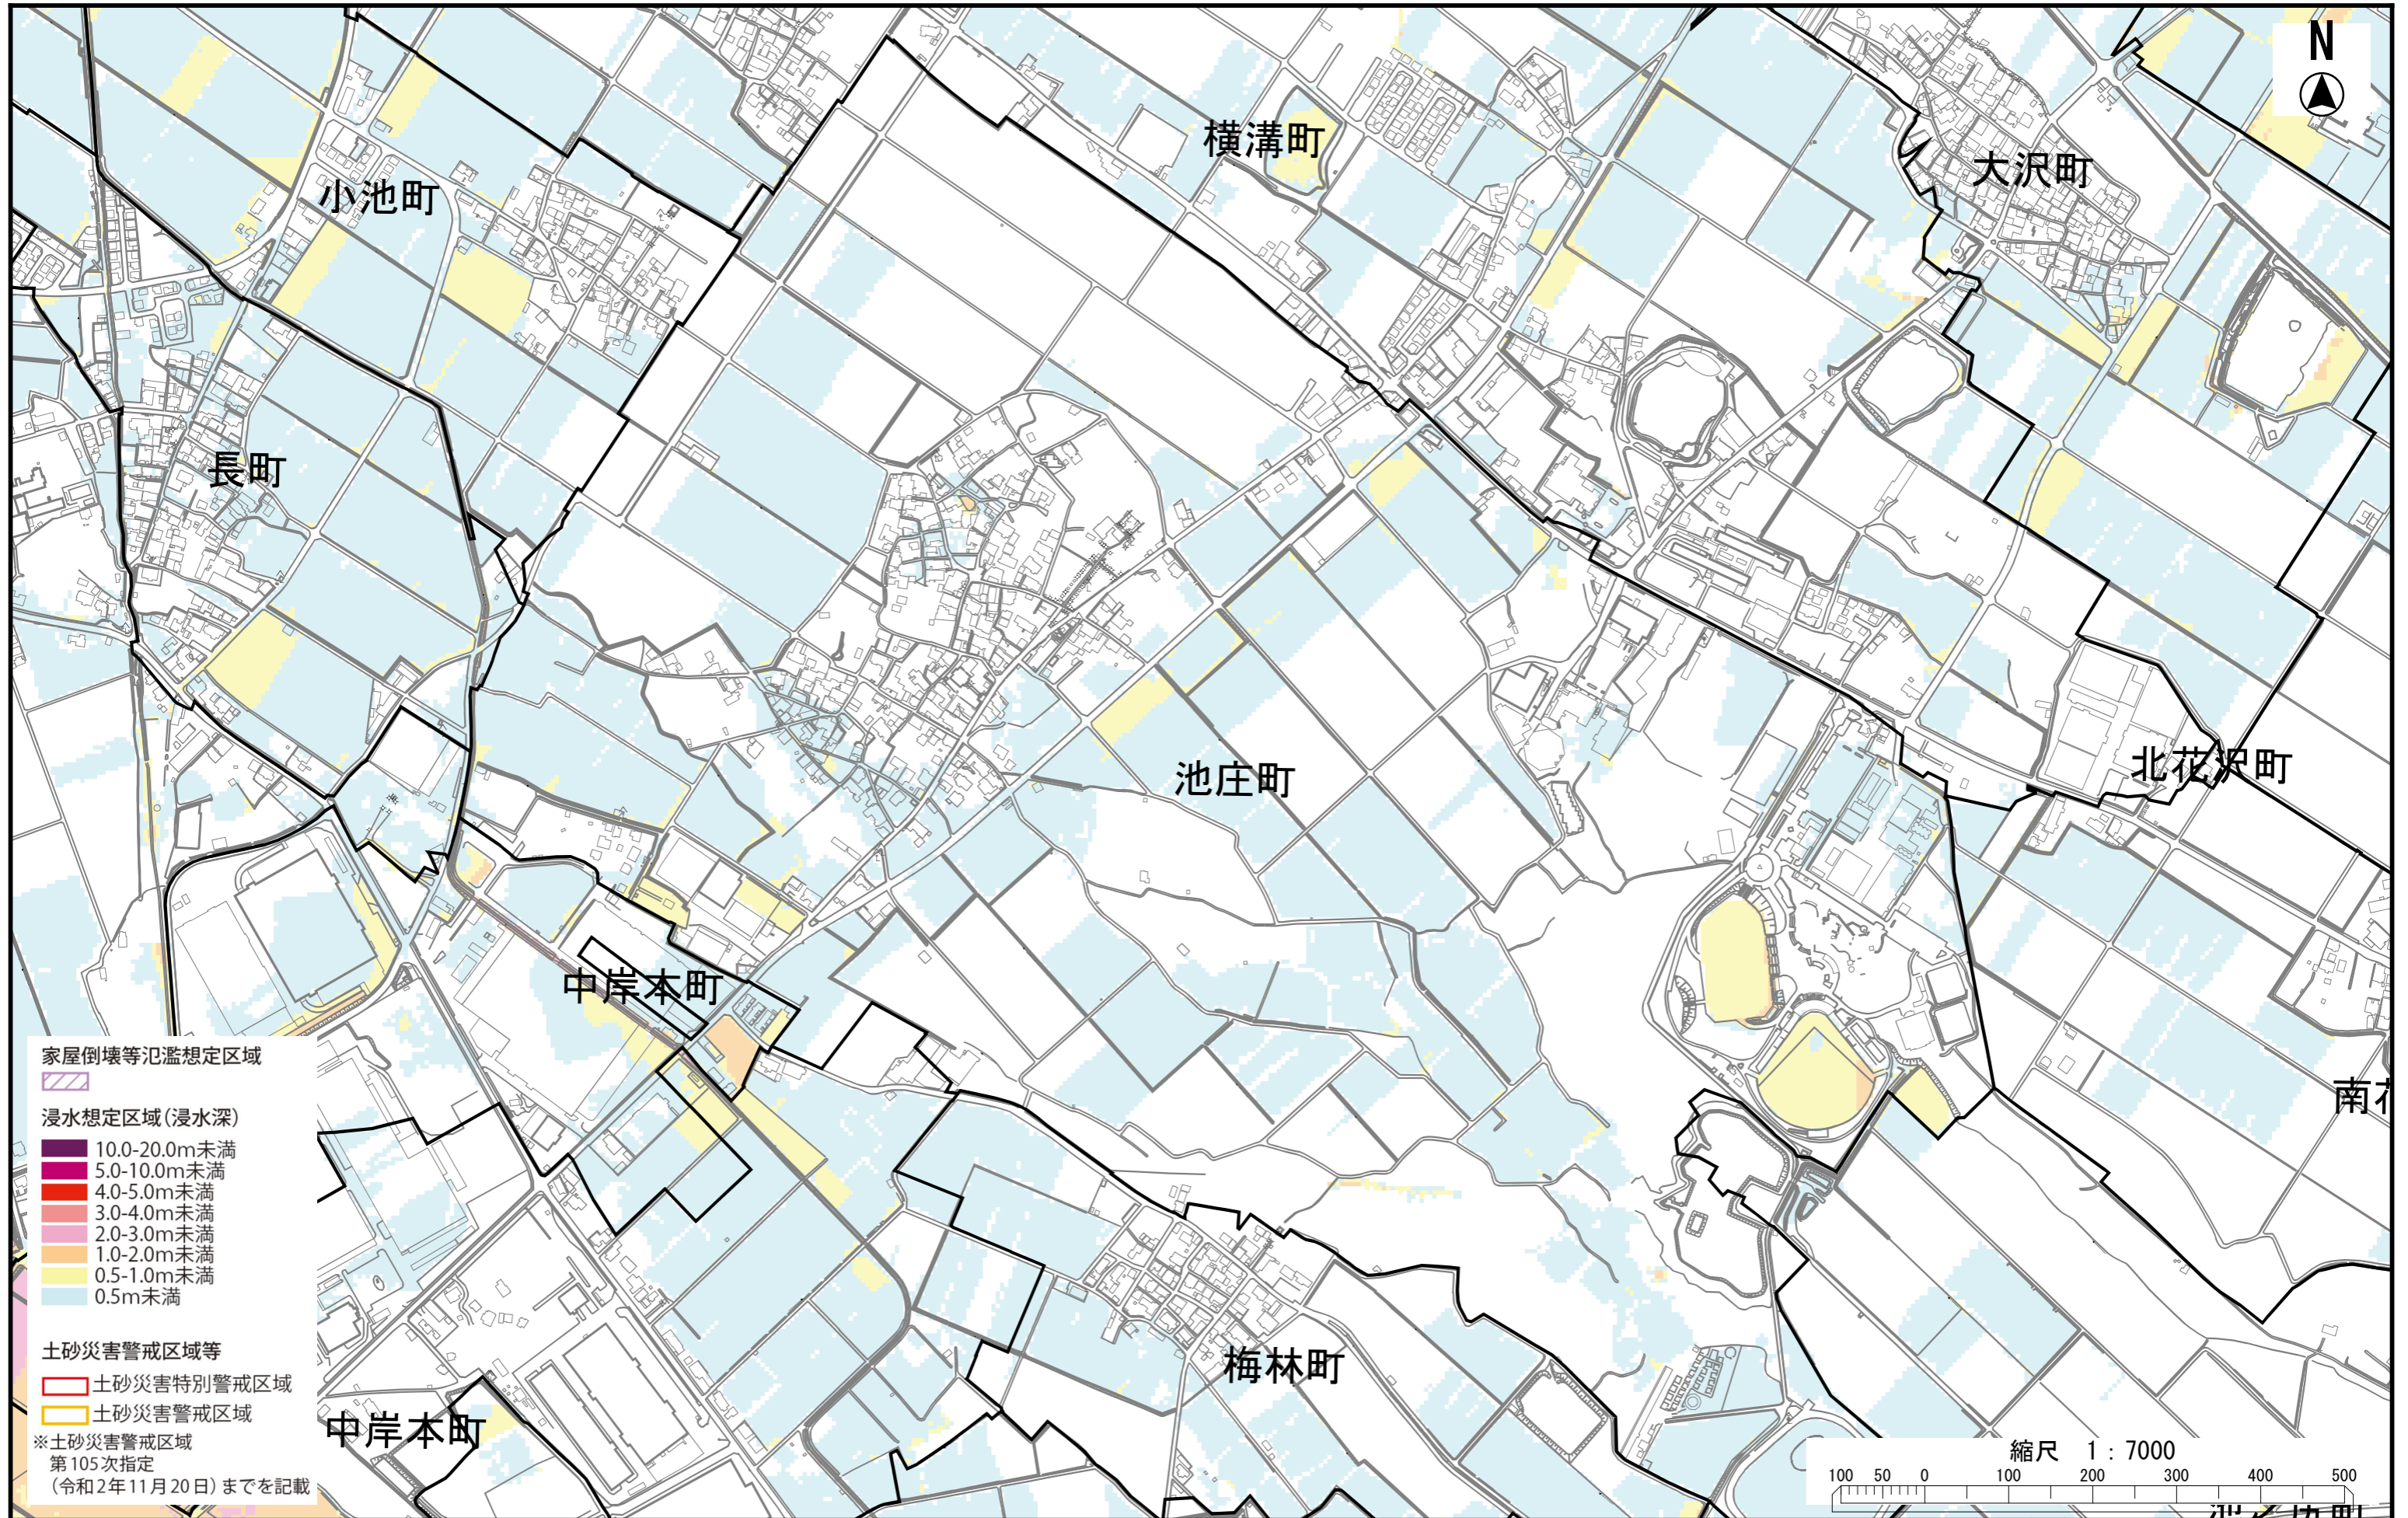 N
横溝町
大沢町
小池町
長町
池庄町
北花沢町
中岸本町
南花
梅林町
中岸本町
家屋倒壊等氾濫想定区域
浸水想定区域(浸水深)
10.0-20.0m未満
5.0-10.0m未満
4.0-5.0m未満
3.0-4.0m未満
2.0-3.0m未満
1.0-2.0m未満
0.5-1.0m未満
0.5m未満
土砂災害警戒区域等
土砂災害特別警戒区域
土砂災害警戒区域
※土砂災害警戒区域
第105次指定
(令和2年11月20日)までを記載
縮尺 1:7000
100 50 0 100 200 300 400 500